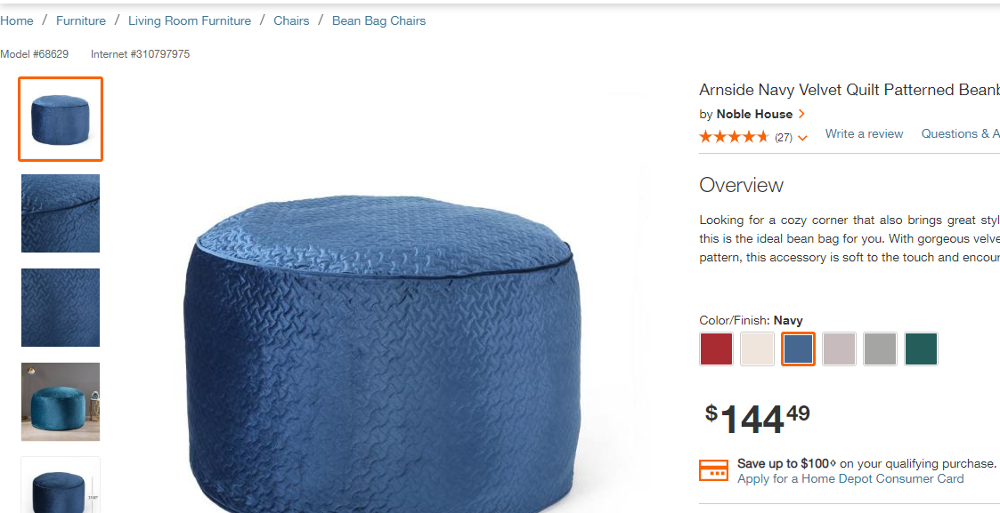 Home / Furniture / Living Room Furniture / Chairs / Bean Bag Chairs
Model #68629 Internet #310797975
Arnside Navy Velvet Quilt Patterned Beanb
by Noble House
(27) Write a review Questions & A
Overview
Looking for a cozy corner that also brings great styl
this is the ideal bean bag for you. With gorgeous velve
pattern, this accessory is soft to the touch and encour
Color/Finish: Navy
$144 49
Save up to $100◊ on your qualifying purchase.
Apply for a Home Depot Consumer Card